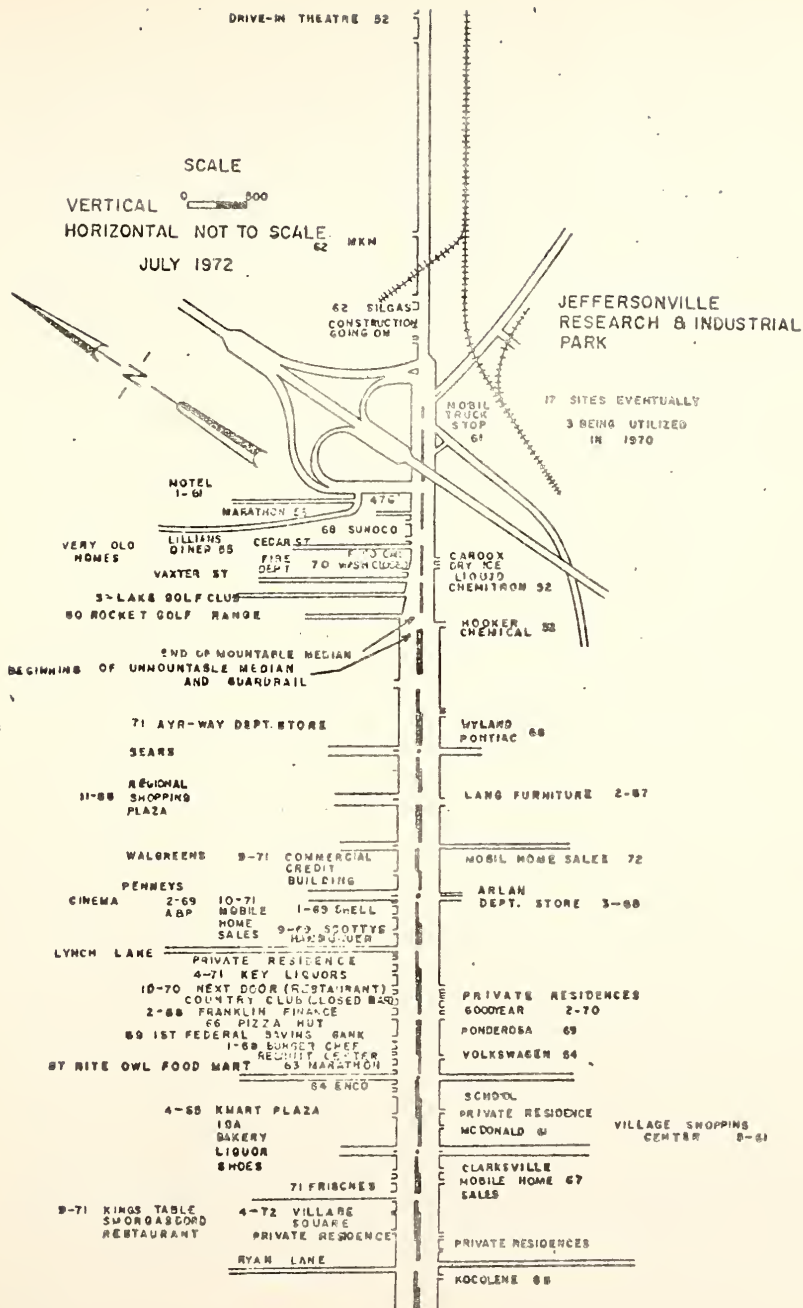 DRIVE-IN THEATRE 52
SCALE
0 500
VERTICAL
HORIZONTAL NOT TO SCALE
JULY 1972
62 MKM
62 SILGAS
CONSTRUCTION
GOING ON
JEFFERSONVILLE
RESEARCH & INDUSTRIAL
PARK
N
MOBIL
TRUCK
STOP
61
17 SITES EVENTUALLY
3 BEING UTILIZED
IN 1970
MOTEL
1-61
MARATHON
68 SUNOCO
LILLIANS
DINER 65
CEDAR ST
VERY OLD
HOMES
FIRE
DEPT
70 WASH CLOSED
VAXTER ST
LAKE GOLF CLUB
60 ROCKET GOLF RANGE
CARDOX
DRY ICE
LIQUID
CHEMITRON 52
HOOKER
CHEMICAL
END OF MOUNTABLE MEDIAN
BEGINNING OF UNMOUNTABLE MEDIAN
AND GUARDRAIL
71 AYR-WAY DEPT. STORE
WYLAND
PONTIAC 68
SEARS
REGIONAL
SHOPPING
PLAZA
LANG FURNITURE 2-67
WALGREENS
9-71 COMMERCIAL
CREDIT
BUILDING
MOBIL HOME SALES 72
PENNEYS
CINEMA
2-69
A&P
10-71
MOBILE
HOME
SALES
1-69 SHELL
SCOTTYS
HAMBURGER
ARLAN
DEPT. STORE 3-68
LYNCH LANE
PRIVATE RESIDENCE
4-71 KEY LIQUORS
10-70 NEXT DOOR (RESTAURANT)
COUNTRY CLUB (CLOSED BAR)
2-68 FRANKLIN FINANCE
66 PIZZA HUT
69 1ST FEDERAL SAVING BANK
1-68 BURGER CHEF
CENTER
67 NITE OWL FOOD MART
63 MARATHON
PRIVATE RESIDENCES
GOODYEAR 2-70
PONDEROSA 69
VOLKSWAGEN 64
64 ENCO
4-65 KMART PLAZA
IGA
BAKERY
LIQUOR
SHOES
SCHOOL
PRIVATE RESIDENCE
MCDONALD 61
VILLAGE SHOPPING
CENTER
71 FRISCHES
CLARKSVILLE
MOBILE HOME 67
SALES
9-71 KINGS TABLE
SMORGASBORD
RESTAURANT
4-72 VILLAGE
SQUARE
PRIVATE RESIDENCE
PRIVATE RESIDENCES
RYAN LANE
KOCOLENE 66